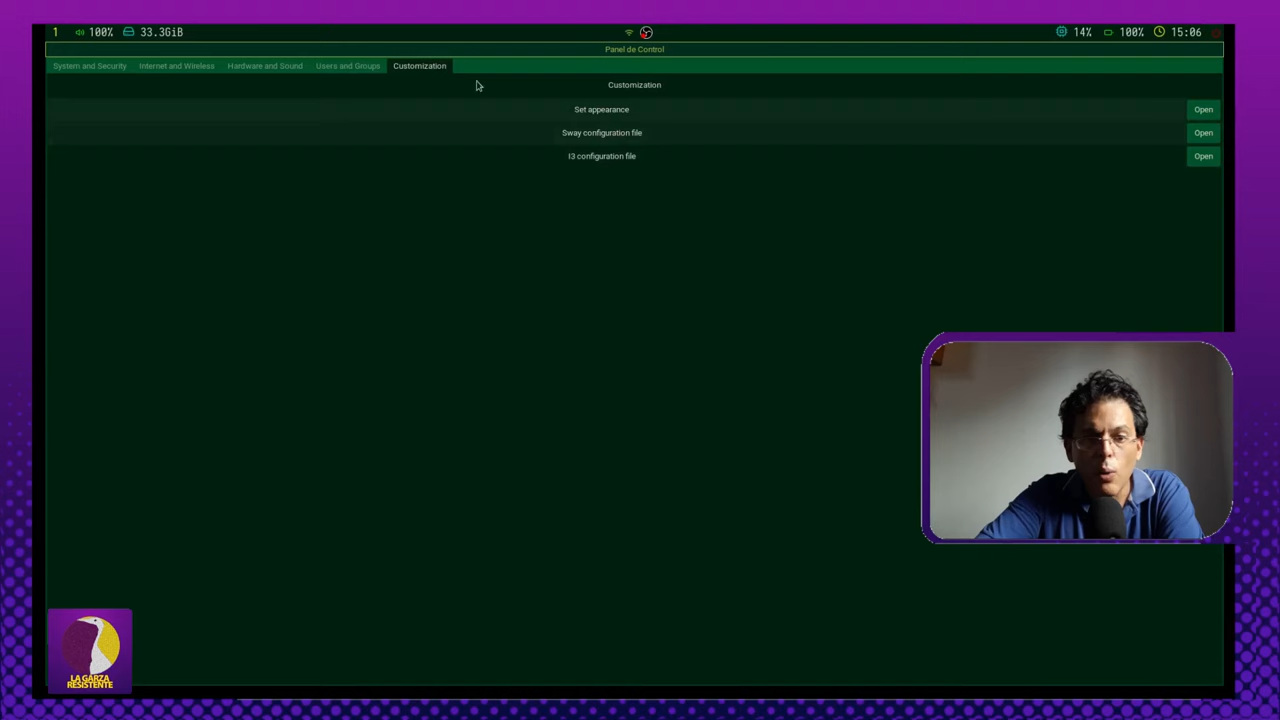 1 100% 33.3GiB 14% 100% 15:06
Panel de Control
System and Security Internet and Wireless Hardware and Sound Users and Groups Customization
Customization
Set appearance Open
Sway configuration file Open
I3 configuration file Open
LA GARZA
RESISTENTE